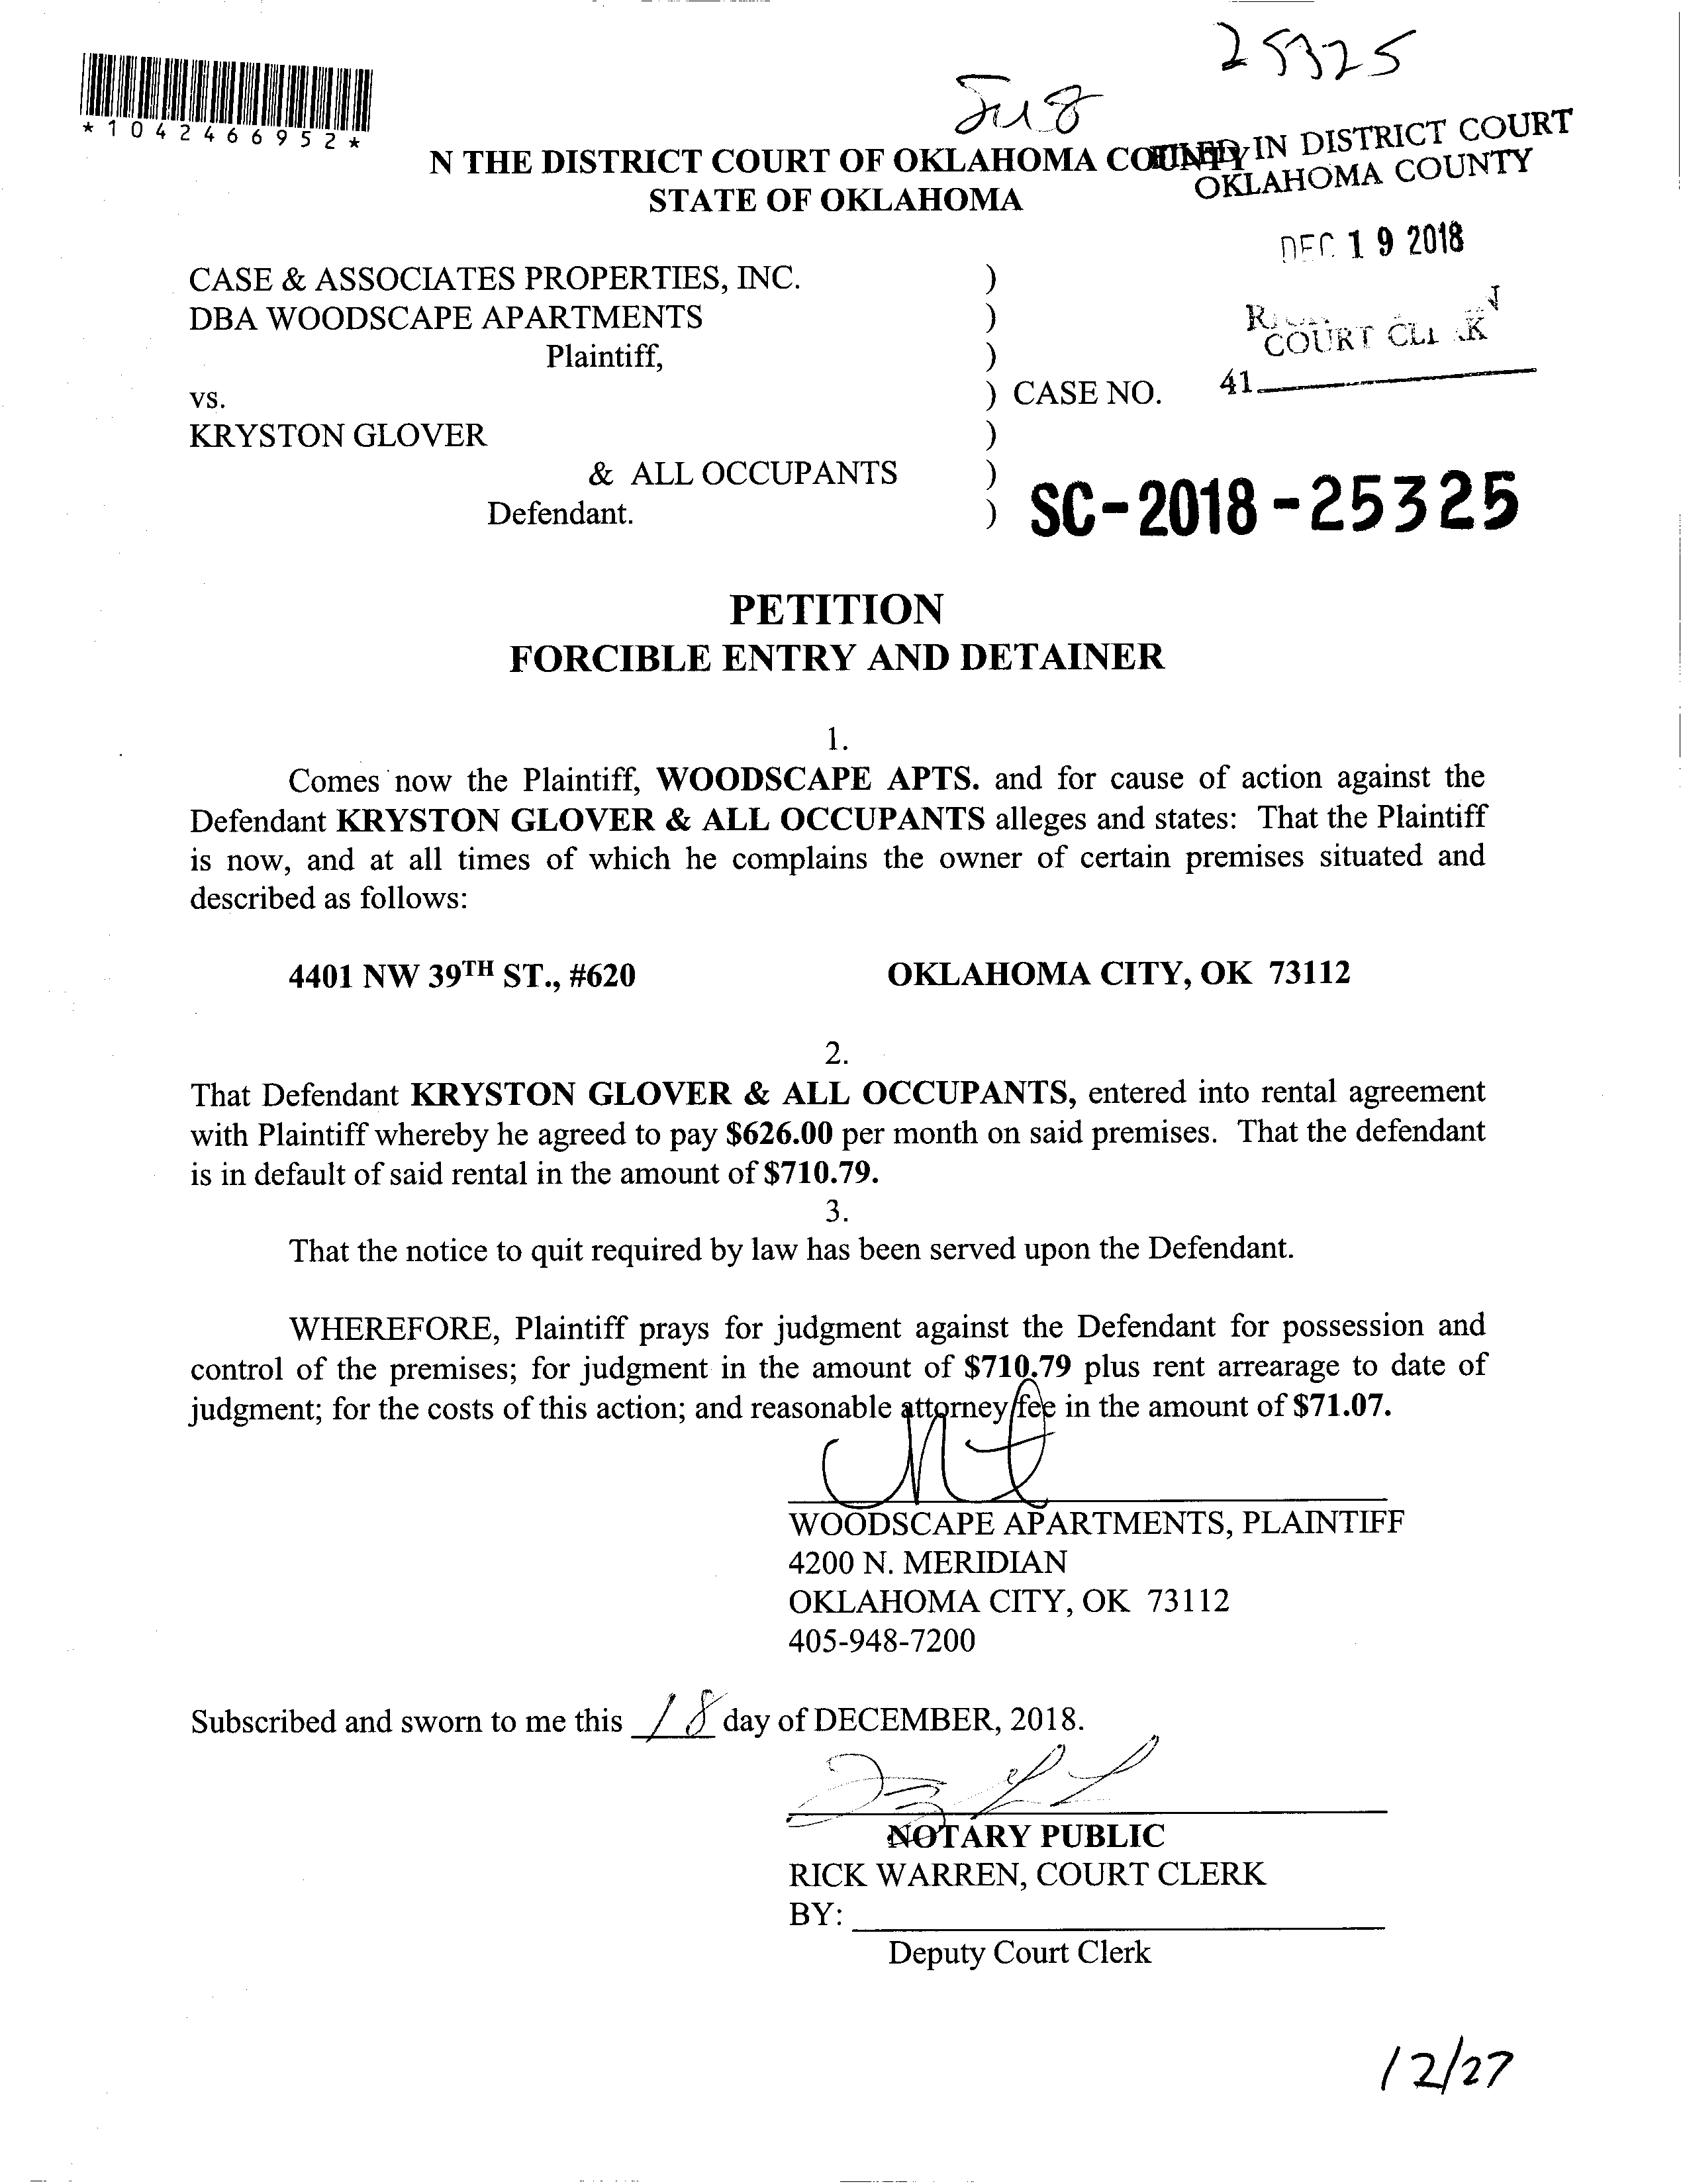 25325
*1042466952*
N THE DISTRICT COURT OF OKLAHOMA COUNTY
FILED IN DISTRICT COURT
OKLAHOMA COUNTY
STATE OF OKLAHOMA
DEC 19 2018
CASE & ASSOCIATES PROPERTIES, INC. )
DBA WOODSCAPE APARTMENTS )
COURT CLERK
Plaintiff, )
vs. ) CASE NO. 41
KRYSTON GLOVER )
& ALL OCCUPANTS )
Defendant. ) SC-2018-25325
PETITION
FORCIBLE ENTRY AND DETAINER
1.
Comes now the Plaintiff, WOODSCAPE APTS. and for cause of action against the
Defendant KRYSTON GLOVER & ALL OCCUPANTS alleges and states: That the Plaintiff
is now, and at all times of which he complains the owner of certain premises situated and
described as follows:
4401 NW 39TH ST., #620 OKLAHOMA CITY, OK 73112
2.
That Defendant KRYSTON GLOVER & ALL OCCUPANTS, entered into rental agreement
with Plaintiff whereby he agreed to pay $626.00 per month on said premises. That the defendant
is in default of said rental in the amount of $710.79.
3.
That the notice to quit required by law has been served upon the Defendant.
WHEREFORE, Plaintiff prays for judgment against the Defendant for possession and
control of the premises; for judgment in the amount of $710.79 plus rent arrearage to date of
judgment; for the costs of this action; and reasonable attorney fee in the amount of $71.07.
WOODSCAPE APARTMENTS, PLAINTIFF
4200 N. MERIDIAN
OKLAHOMA CITY, OK 73112
405-948-7200
Subscribed and sworn to me this 18 day of DECEMBER, 2018.
NOTARY PUBLIC
RICK WARREN, COURT CLERK
BY:
Deputy Court Clerk
12/27